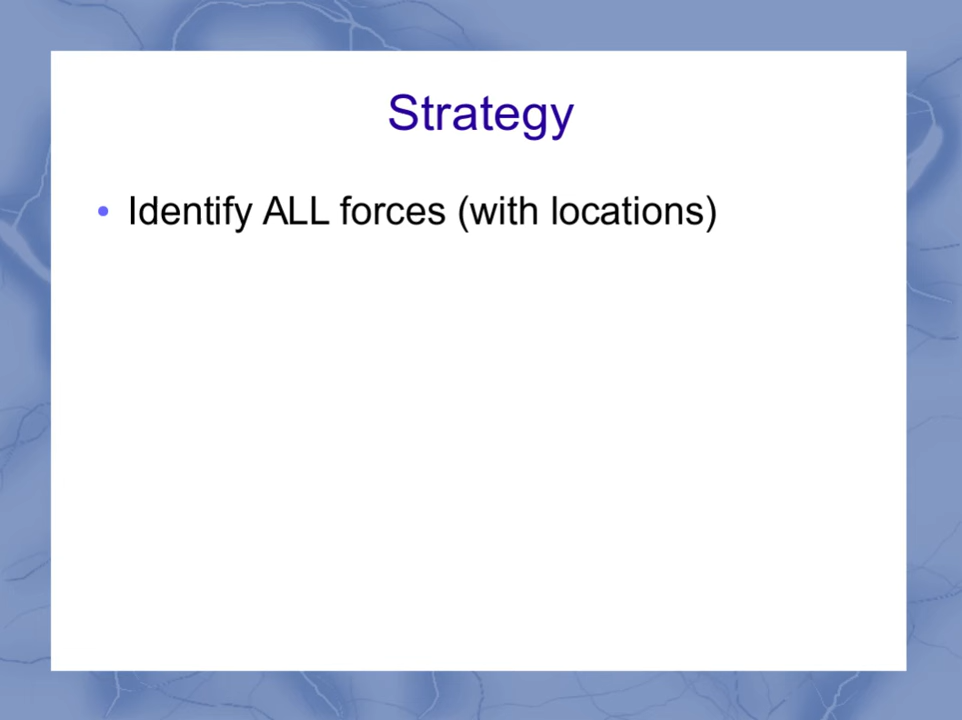 Strategy
• Identify ALL forces (with locations)